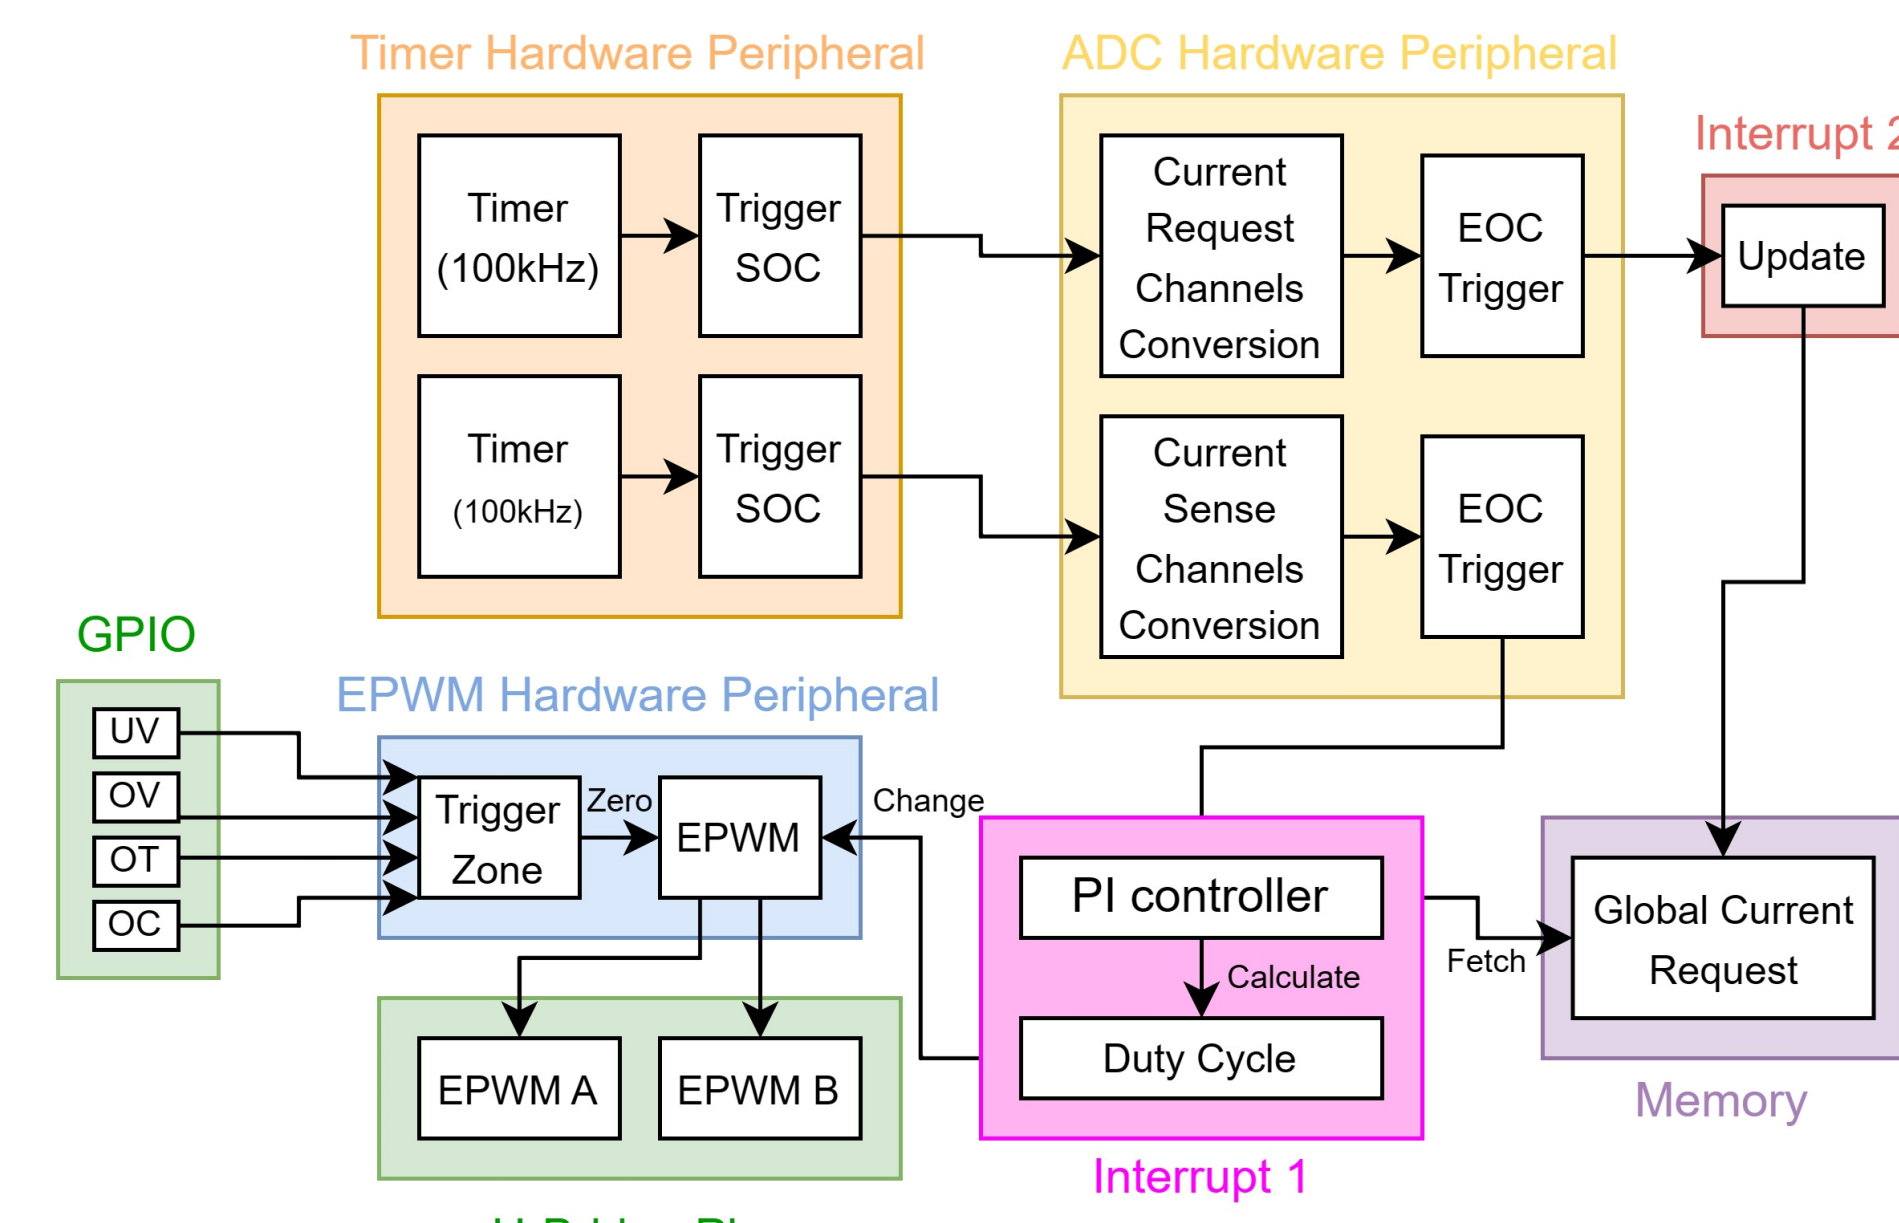 Timer Hardware Peripheral
ADC Hardware Peripheral
Interrupt 2
Timer
(100kHz)
Trigger
SOC
Current
Request
Channels
Conversion
EOC
Trigger
Update
Timer
(100kHz)
Trigger
SOC
Current
Sense
Channels
Conversion
EOC
Trigger
GPIO
UV
OV
OT
OC
EPWM Hardware Peripheral
Trigger
Zone
Zero
EPWM
Change
PI controller
Calculate
Duty Cycle
Fetch
Global Current
Request
Memory
EPWM A
EPWM B
Interrupt 1